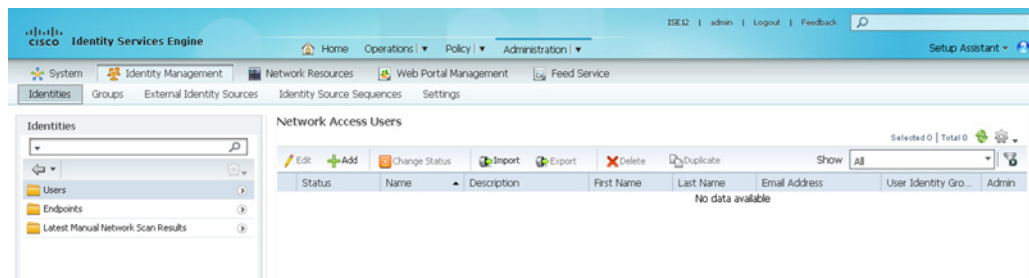 ISE12 | admin | Logout | Feedback
CISCO Identity Services Engine
Home Operations | Policy | Administration |
Setup Assistant
System Identity Management Network Resources Web Portal Management Feed Service
Identities Groups External Identity Sources Identity Source Sequences Settings
Identities
Users
Endpoints
Latest Manual Network Scan Results
Network Access Users
Selected 0 | Total 0
Edit Add Change Status Import Export Delete Duplicate Show All
Status Name Description First Name Last Name Email Address User Identity Gro... Admin
No data available